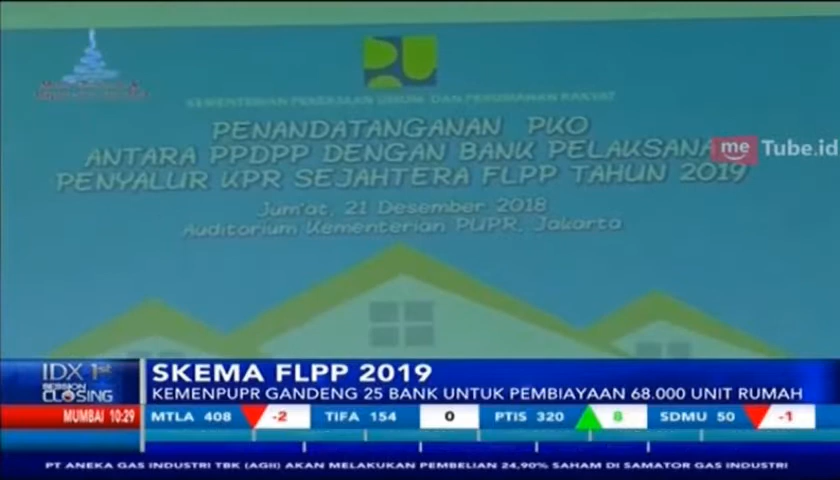 PU
KEMENTERIAN PEKERJAAN UMUM DAN PERUMAHAN RAKYAT
PENANDATANGANAN PKO
ANTARA PPDPP DENGAN BANK PELAKSANA
PENYALUR KPR SEJAHTERA FLPP TAHUN 2019
Jum'at, 21 Desember 2018
Auditorium Kementerian PUPR, Jakarta
me Tube.id
IDX 1st SESSION CLOSING
SKEMA FLPP 2019
KEMENPUPR GANDENG 25 BANK UNTUK PEMBIAYAAN 68.000 UNIT RUMAH
MUMBAI 10:29 MTLA 408 -2 TIFA 154 0 PTIS 320 8 SDMU 50 -1
PT ANEKA GAS INDUSTRI TBK (AGII) AKAN MELAKUKAN PEMBELIAN 24,90% SAHAM DI SAMATOR GAS INDUSTRI